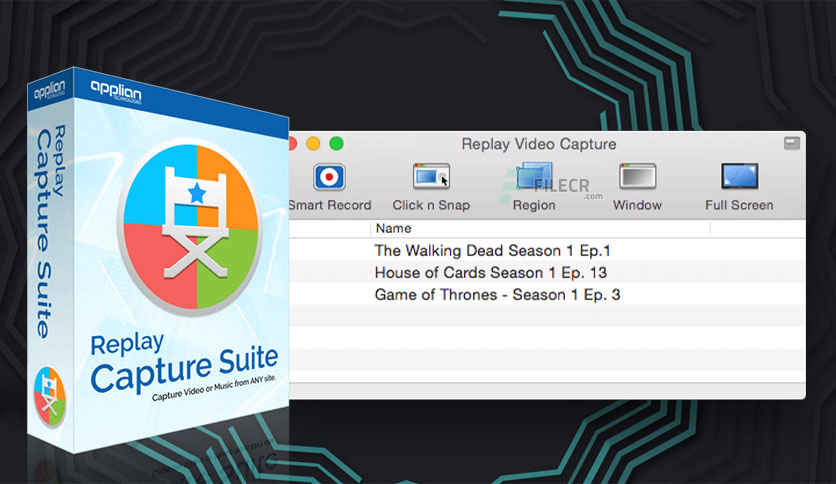 applian
TECHNOLOGIES
Replay
Capture Suite
applian
TECHNOLOGIES
Replay
Capture Suite
Capture Video or Music from ANY site.
Replay Video Capture
Smart Record
Click n Snap
Region
Window
Full Screen
FILECR
.com
Name
The Walking Dead Season 1 Ep.1
House of Cards Season 1 Ep. 13
Game of Thrones - Season 1 Ep. 3